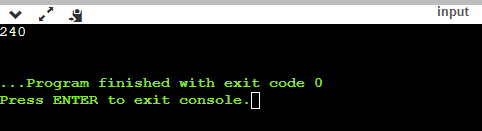 input
240
...Program finished with exit code 0
Press ENTER to exit console.